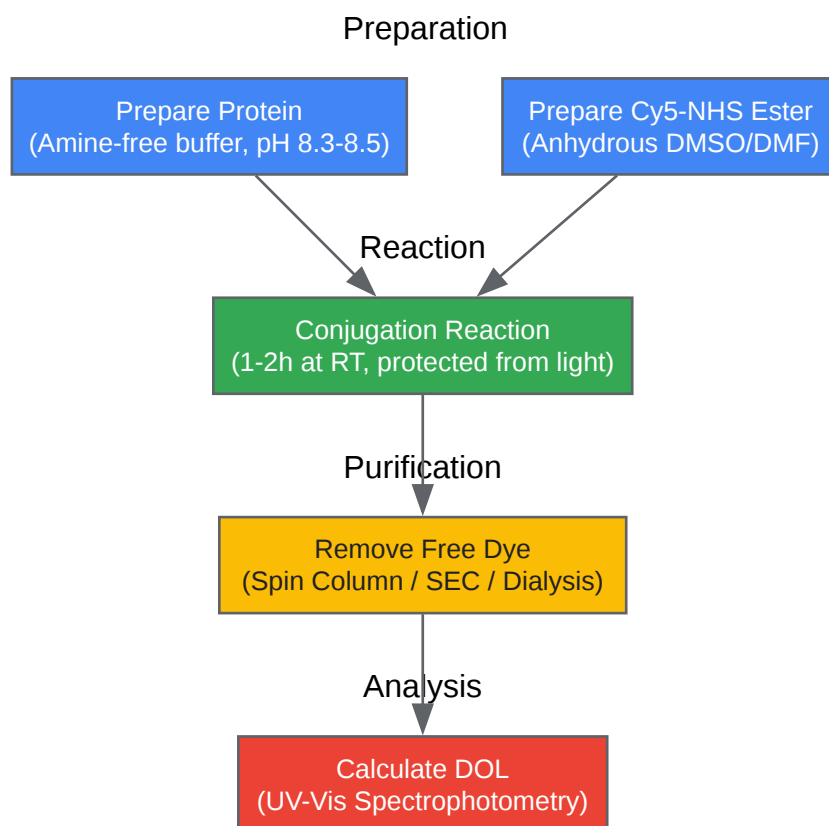 Preparation
Prepare Protein
(Amine-free buffer, pH 8.3-8.5)
Prepare Cy5-NHS Ester
(Anhydrous DMSO/DMF)
Reaction
Conjugation Reaction
(1-2h at RT, protected from light)
Purification
Remove Free Dye
(Spin Column / SEC / Dialysis)
Analysis
Calculate DOL
(UV-Vis Spectrophotometry)